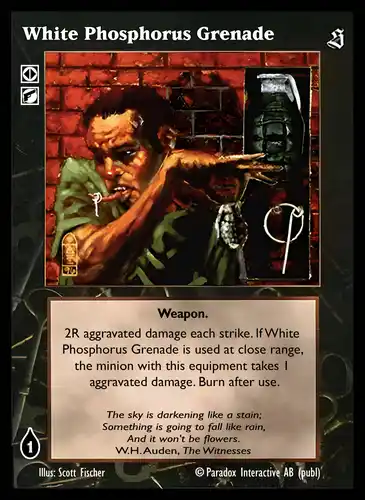 White Phosphorus Grenade
Weapon.
2R aggravated damage each strike. If White
Phosphorus Grenade is used at close range,
the minion with this equipment takes 1
aggravated damage. Burn after use.
The sky is darkening like a stain;
Something is going to fall like rain,
And it won't be flowers.
W.H. Auden, The Witnesses
1
Illus: Scott Fischer © Paradox Interactive AB (publ)